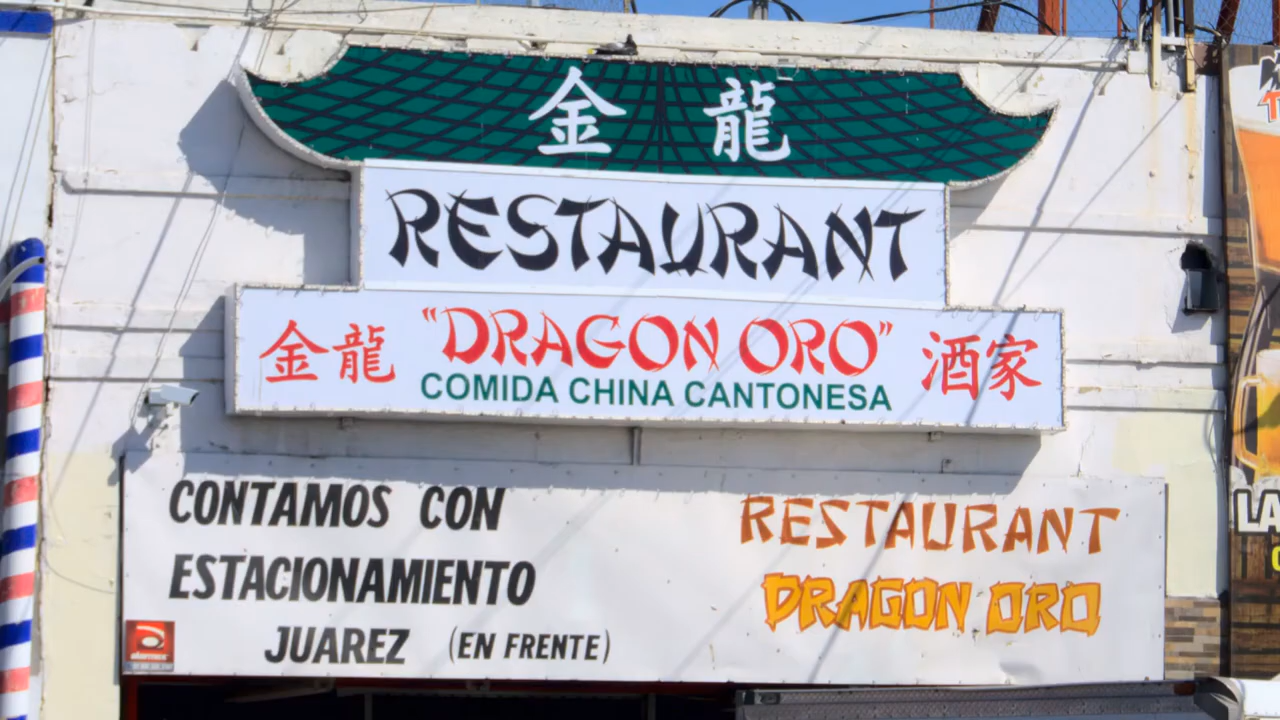 金 龍
RESTAURANT
金龍 "DRAGON ORO" 酒家
COMIDA CHINA CANTONESA
CONTAMOS CON
ESTACIONAMIENTO
JUAREZ (EN FRENTE)
RESTAURANT
DRAGON ORO
LA